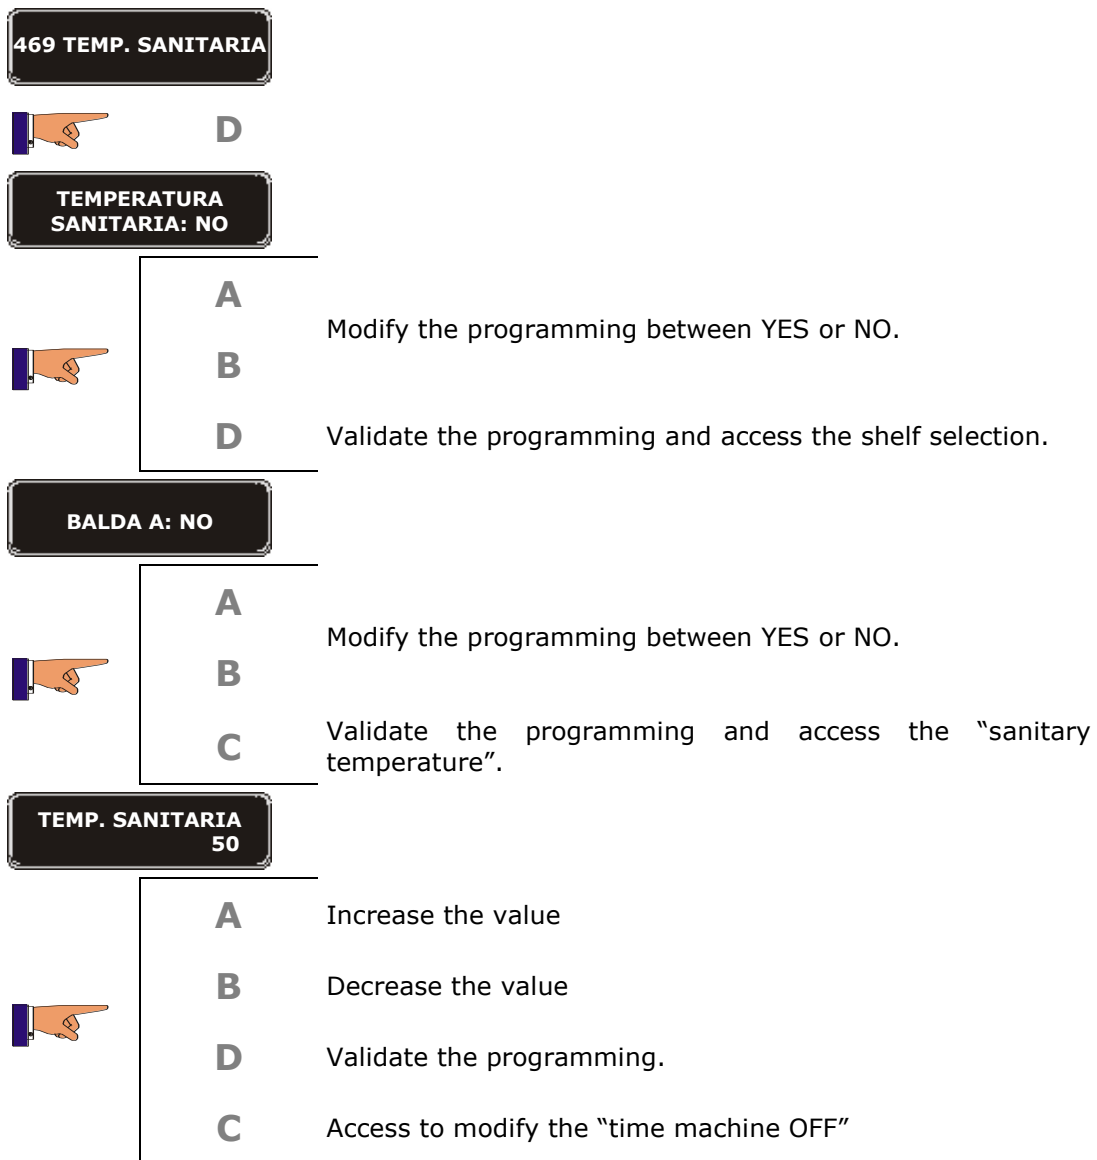 469 TEMP. SANITARIA
D
TEMPERATURA
SANITARIA: NO
A
Modify the programming between YES or NO.
B
D Validate the programming and access the shelf selection.
BALDA A: NO
A
Modify the programming between YES or NO.
B
C Validate the programming and access the “sanitary
temperature”.
TEMP. SANITARIA
50
A Increase the value
B Decrease the value
D Validate the programming.
C Access to modify the “time machine OFF”